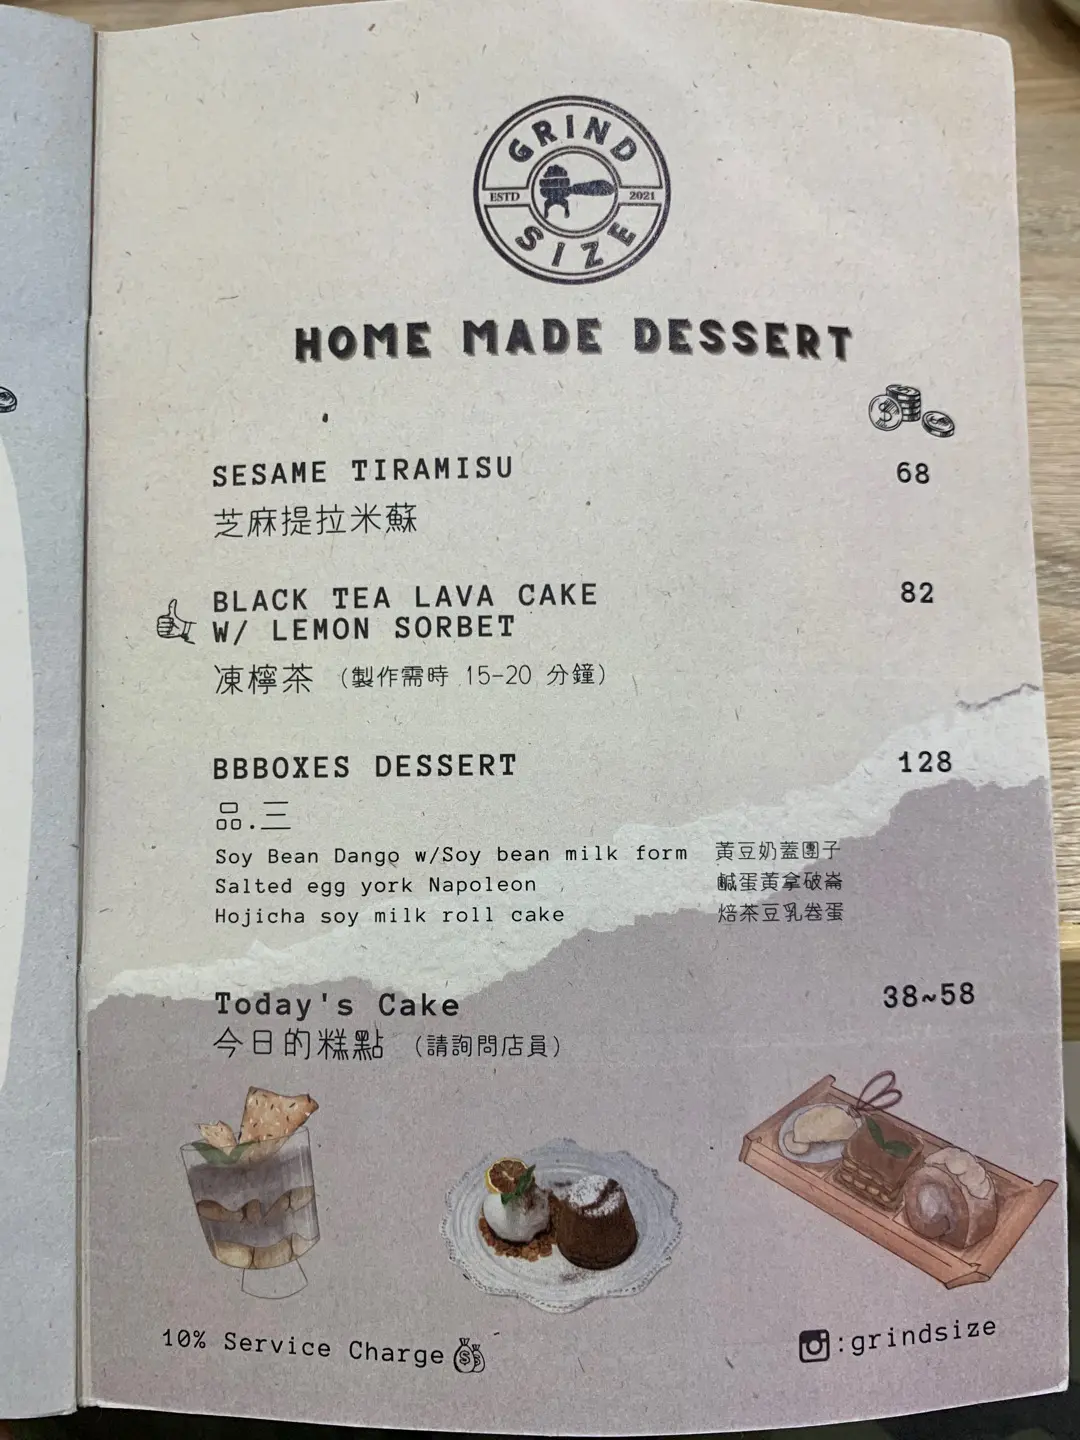 GRIND
ESTD 2021
SIZE
HOME MADE DESSERT
SESAME TIRAMISU 68
芝麻提拉米蘇
BLACK TEA LAVA CAKE 82
W/ LEMON SORBET
凍檸茶 (製作需時 15-20 分鐘)
BBBOXES DESSERT 128
品.三
Soy Bean Dango w/Soy bean milk form 黃豆奶蓋團子
Salted egg york Napoleon 鹹蛋黃拿破崙
Hojicha soy milk roll cake 焙茶豆乳卷蛋
Today's Cake 38~58
今日的糕點 (請詢問店員)
10% Service Charge
:grindsize